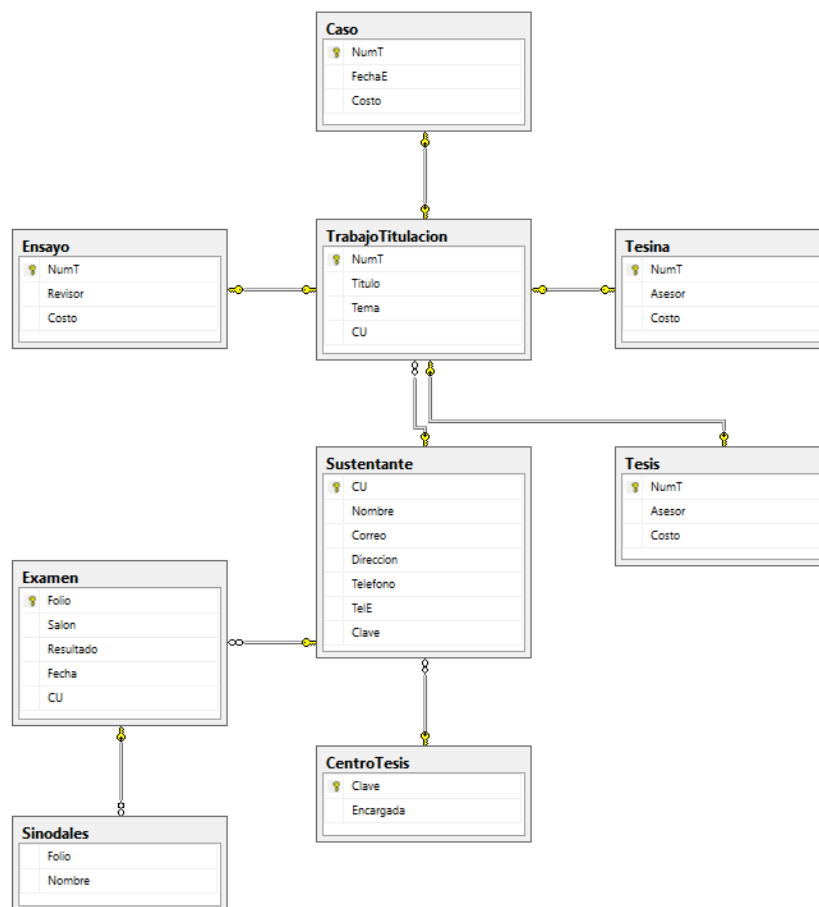 Caso
NumT
FechaE
Costo
Ensayo
NumT
Revisor
Costo
TrabajoTitulacion
NumT
Titulo
Tema
CU
Tesina
NumT
Asesor
Costo
Sustentante
CU
Nombre
Correo
Direccion
Telefono
TelE
Clave
Tesis
NumT
Asesor
Costo
Examen
Folio
Salon
Resultado
Fecha
CU
CentroTesis
Clave
Encargada
Sinodales
Folio
Nombre